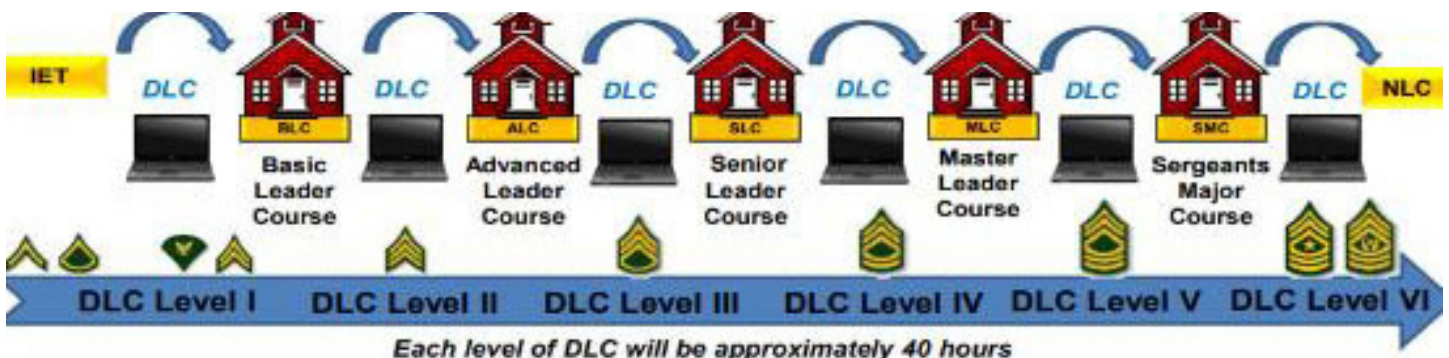 IET
DLC
DLC
DLC
DLC
DLC
DLC
NLC
BLC
ALC
SLC
MLC
SMC
Basic
Leader
Course
Advanced
Leader
Course
Senior
Leader
Course
Master
Leader
Course
Sergeants
Major
Course
DLC Level I
DLC Level II
DLC Level III
DLC Level IV
DLC Level V
DLC Level VI
Each level of DLC will be approximately 40 hours